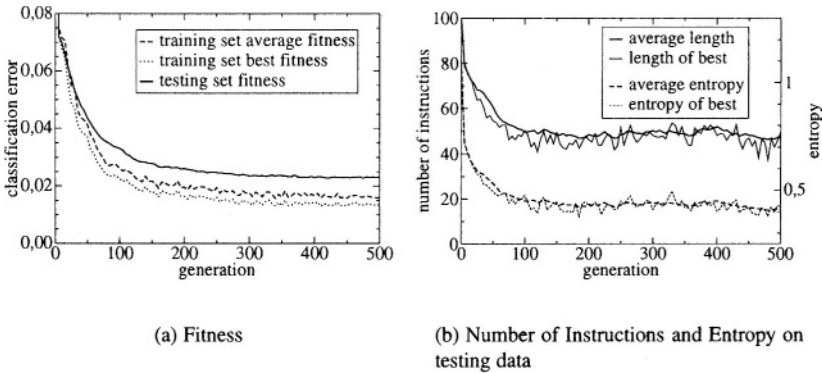 0,08
0,06
0,04
0,02
0,00
classification error
training set average fitness
training set best fitness
testing set fitness
0
100
200
300
400
500
generation
(a) Fitness
100
80
60
40
20
0
number of instructions
average length
length of best
average entropy
entropy of best
1
0,5
entropy
0
100
200
300
400
500
generation
(b) Number of Instructions and Entropy on
testing data